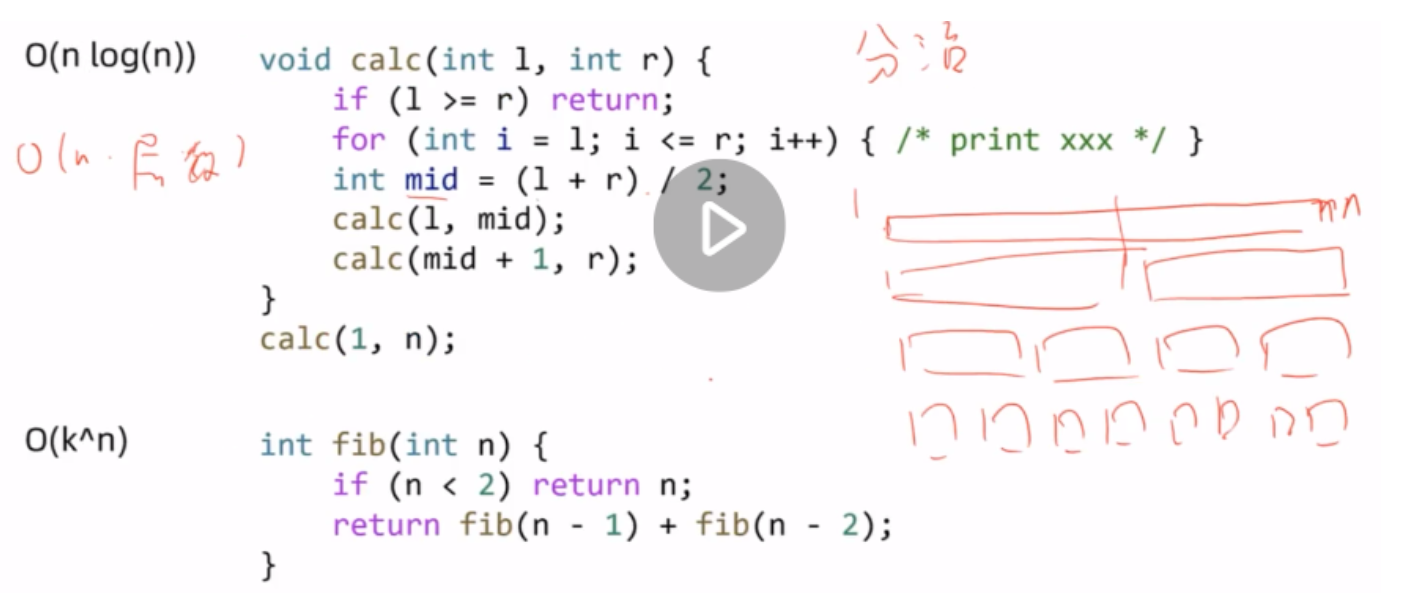 O(n log(n))
void calc(int l, int r) {
if (l >= r) return;
for (int i = l; i <= r; i++) { /* print xxx */ }
int mid = (l + r) / 2;
calc(l, mid);
calc(mid + 1, r);
}
calc(1, n);
分治
O(n · 层数)
1
n
O(k^n)
int fib(int n) {
if (n < 2) return n;
return fib(n - 1) + fib(n - 2);
}